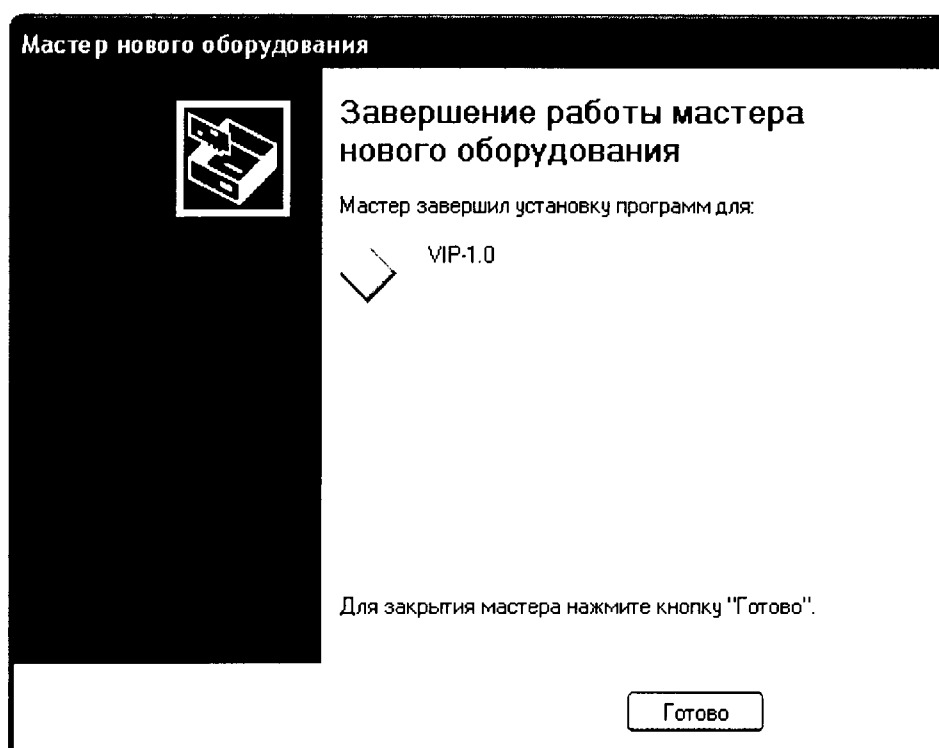 Мастер нового оборудования
Завершение работы мастера
нового оборудования
Мастер завершил установку программ для:
VIP-1.0
Для закрытия мастера нажмите кнопку "Готово".
Готово